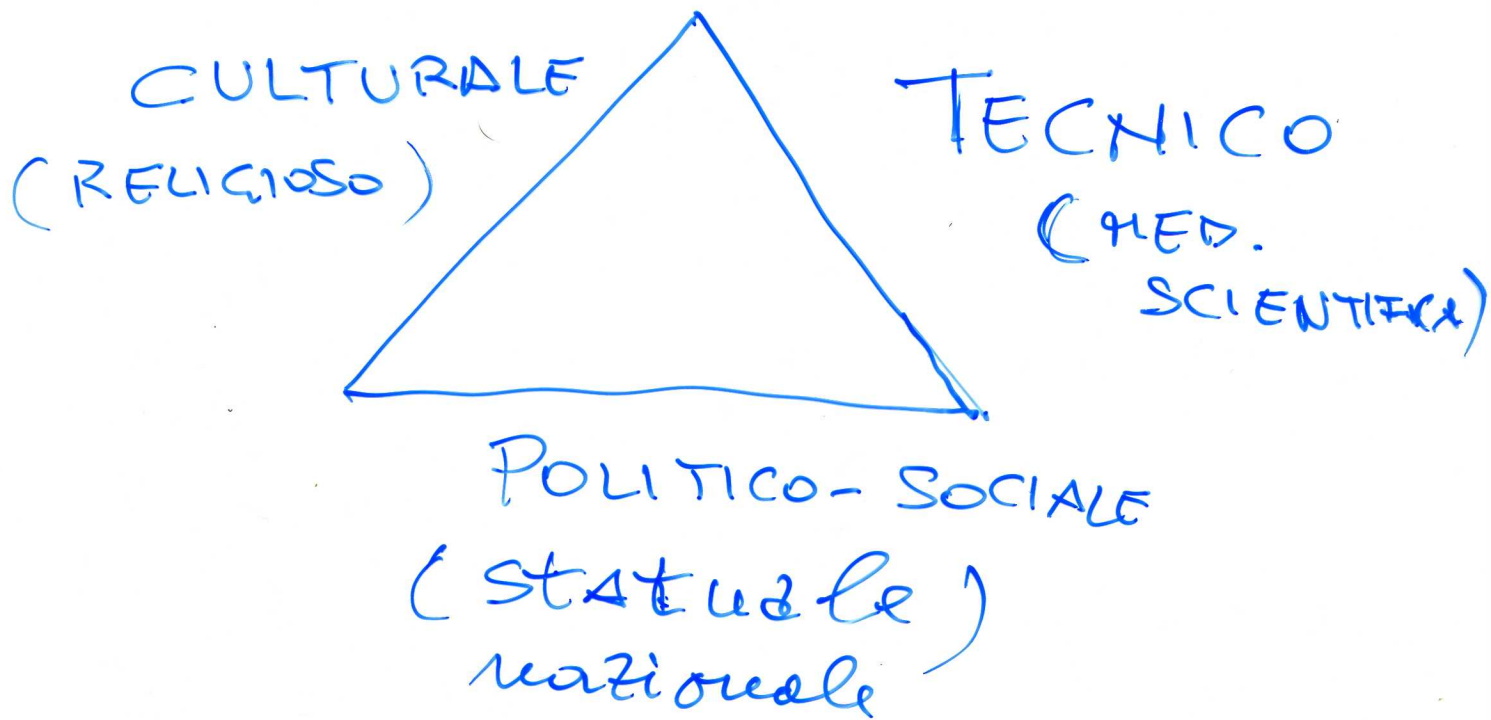 CULTURALE
(RELIGIOSO)
TECNICO
(MED.
SCIENTIFICA)
POLITICO-SOCIALE
(statuale)
nazionale